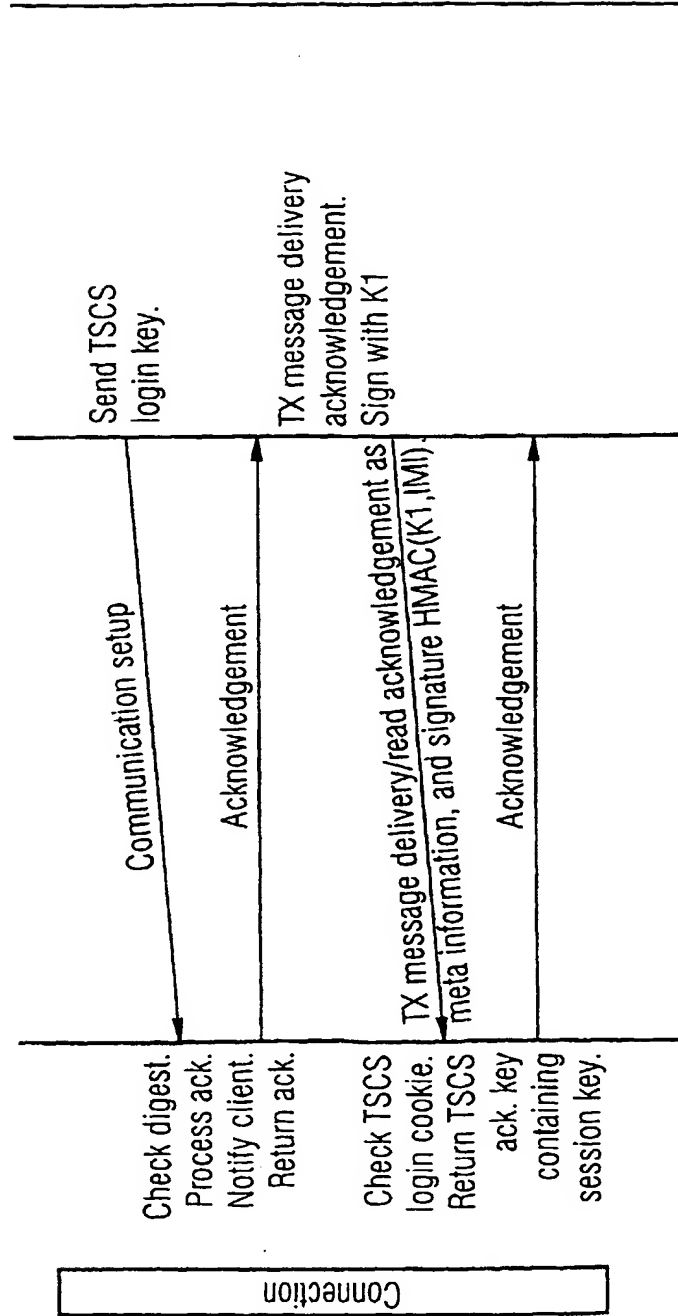 Send TSCS
login key.
Communication setup
Check digest.
Process ack.
Notify client.
Return ack.
Acknowledgement
TX message delivery
acknowledgement.
Sign with K1
TX message delivery/read acknowledgement as
meta information, and signature HMAC(K1,IMI).
Check TSCS
login cookie.
Return TSCS
ack. key
containing
session key.
Acknowledgement
Connection